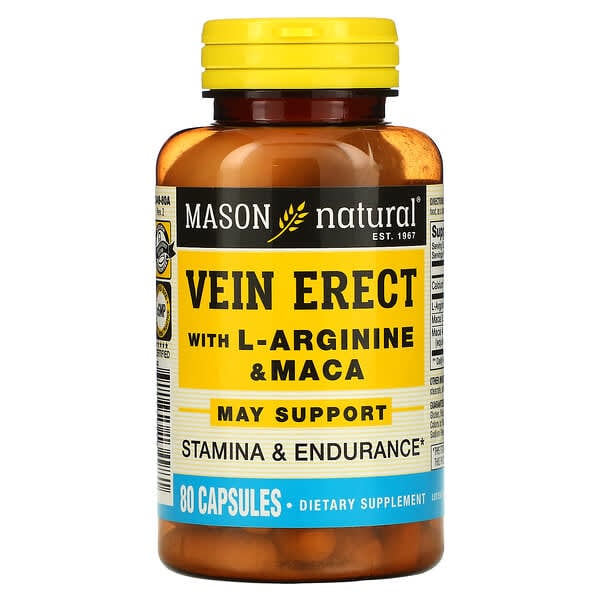 MASON natural®
EST. 1967
VEIN ERECT
WITH L-ARGININE
& MACA
MAY SUPPORT
STAMINA & ENDURANCE*
80 CAPSULES • DIETARY SUPPLEMENT